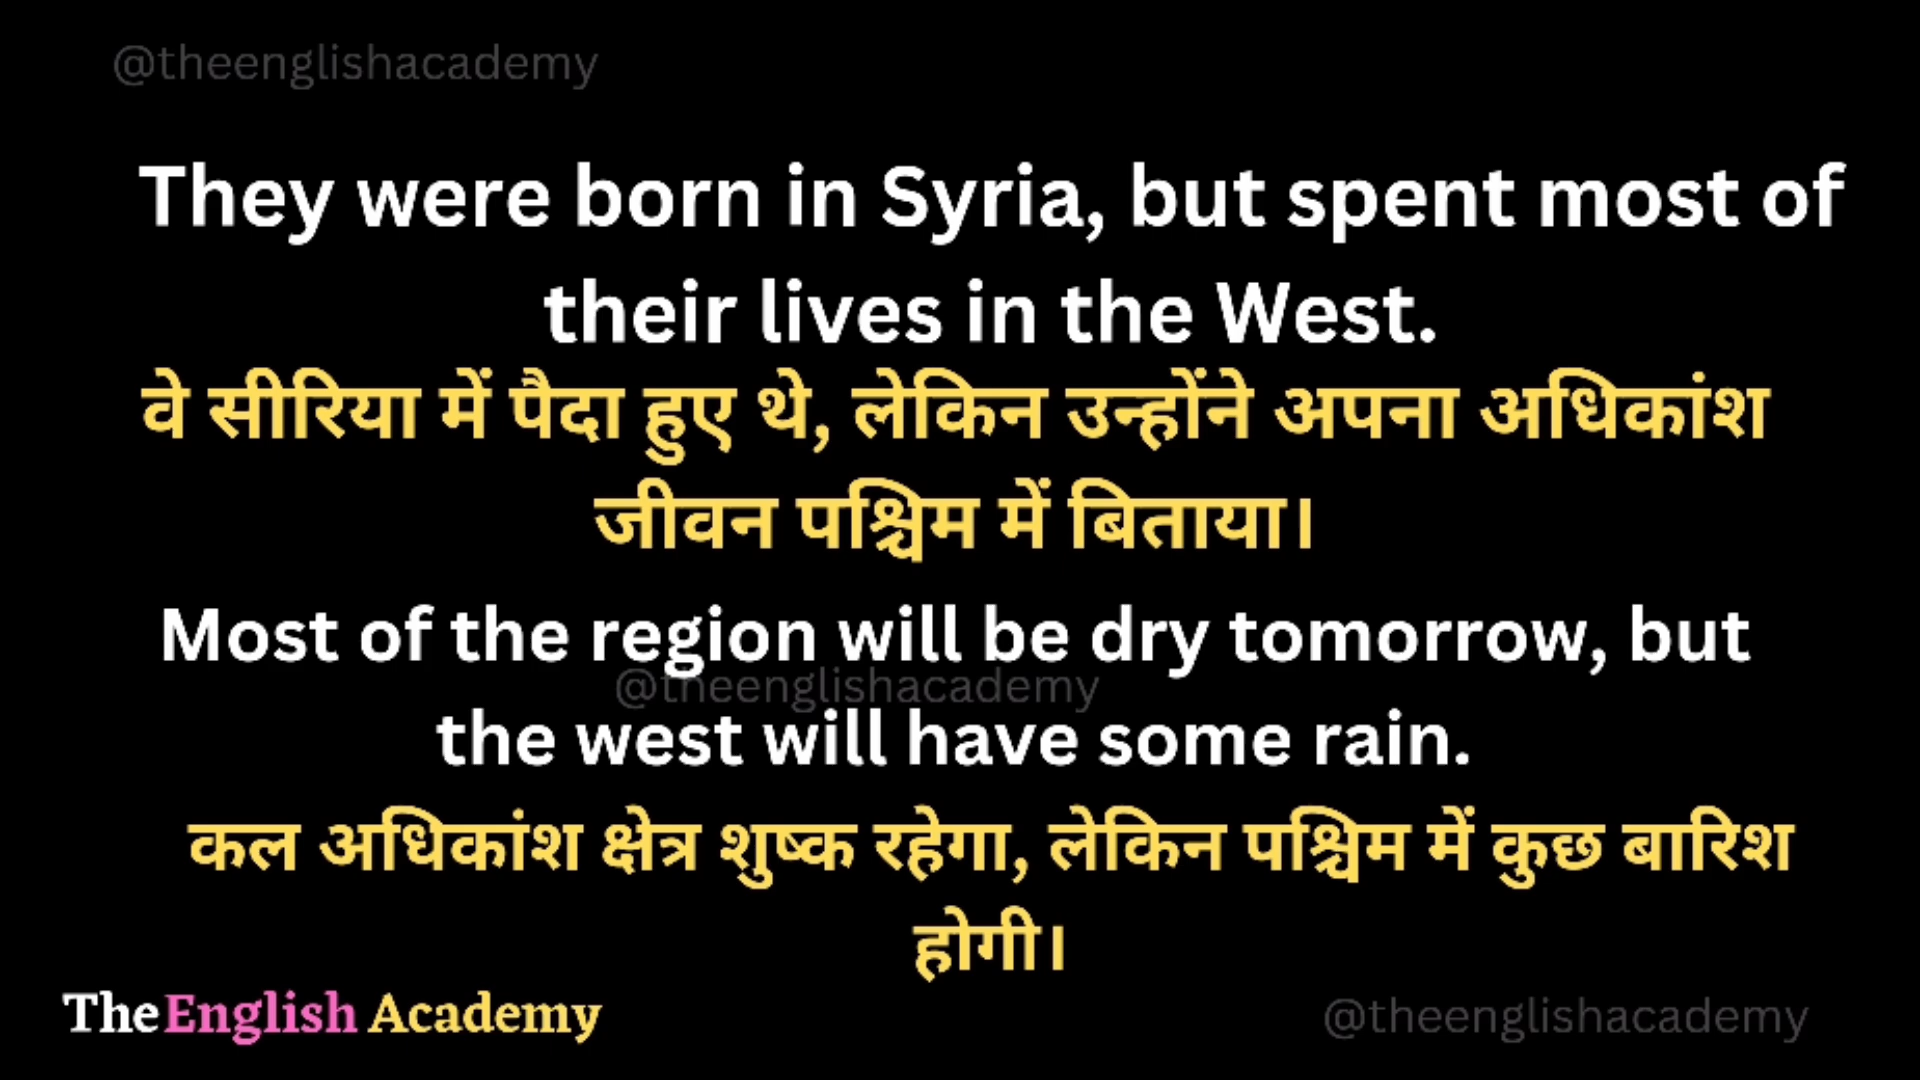 @theenglishacademy
They were born in Syria, but spent most of
their lives in the West.
वे सीरिया में पैदा हुए थे, लेकिन उन्होंने अपना अधिकांश
जीवन पश्चिम में बिताया।
Most of the region will be dry tomorrow, but
@theenglishacademy
the west will have some rain.
कल अधिकांश क्षेत्र शुष्क रहेगा, लेकिन पश्चिम में कुछ बारिश
होगी।
The English Academy
@theenglishacademy